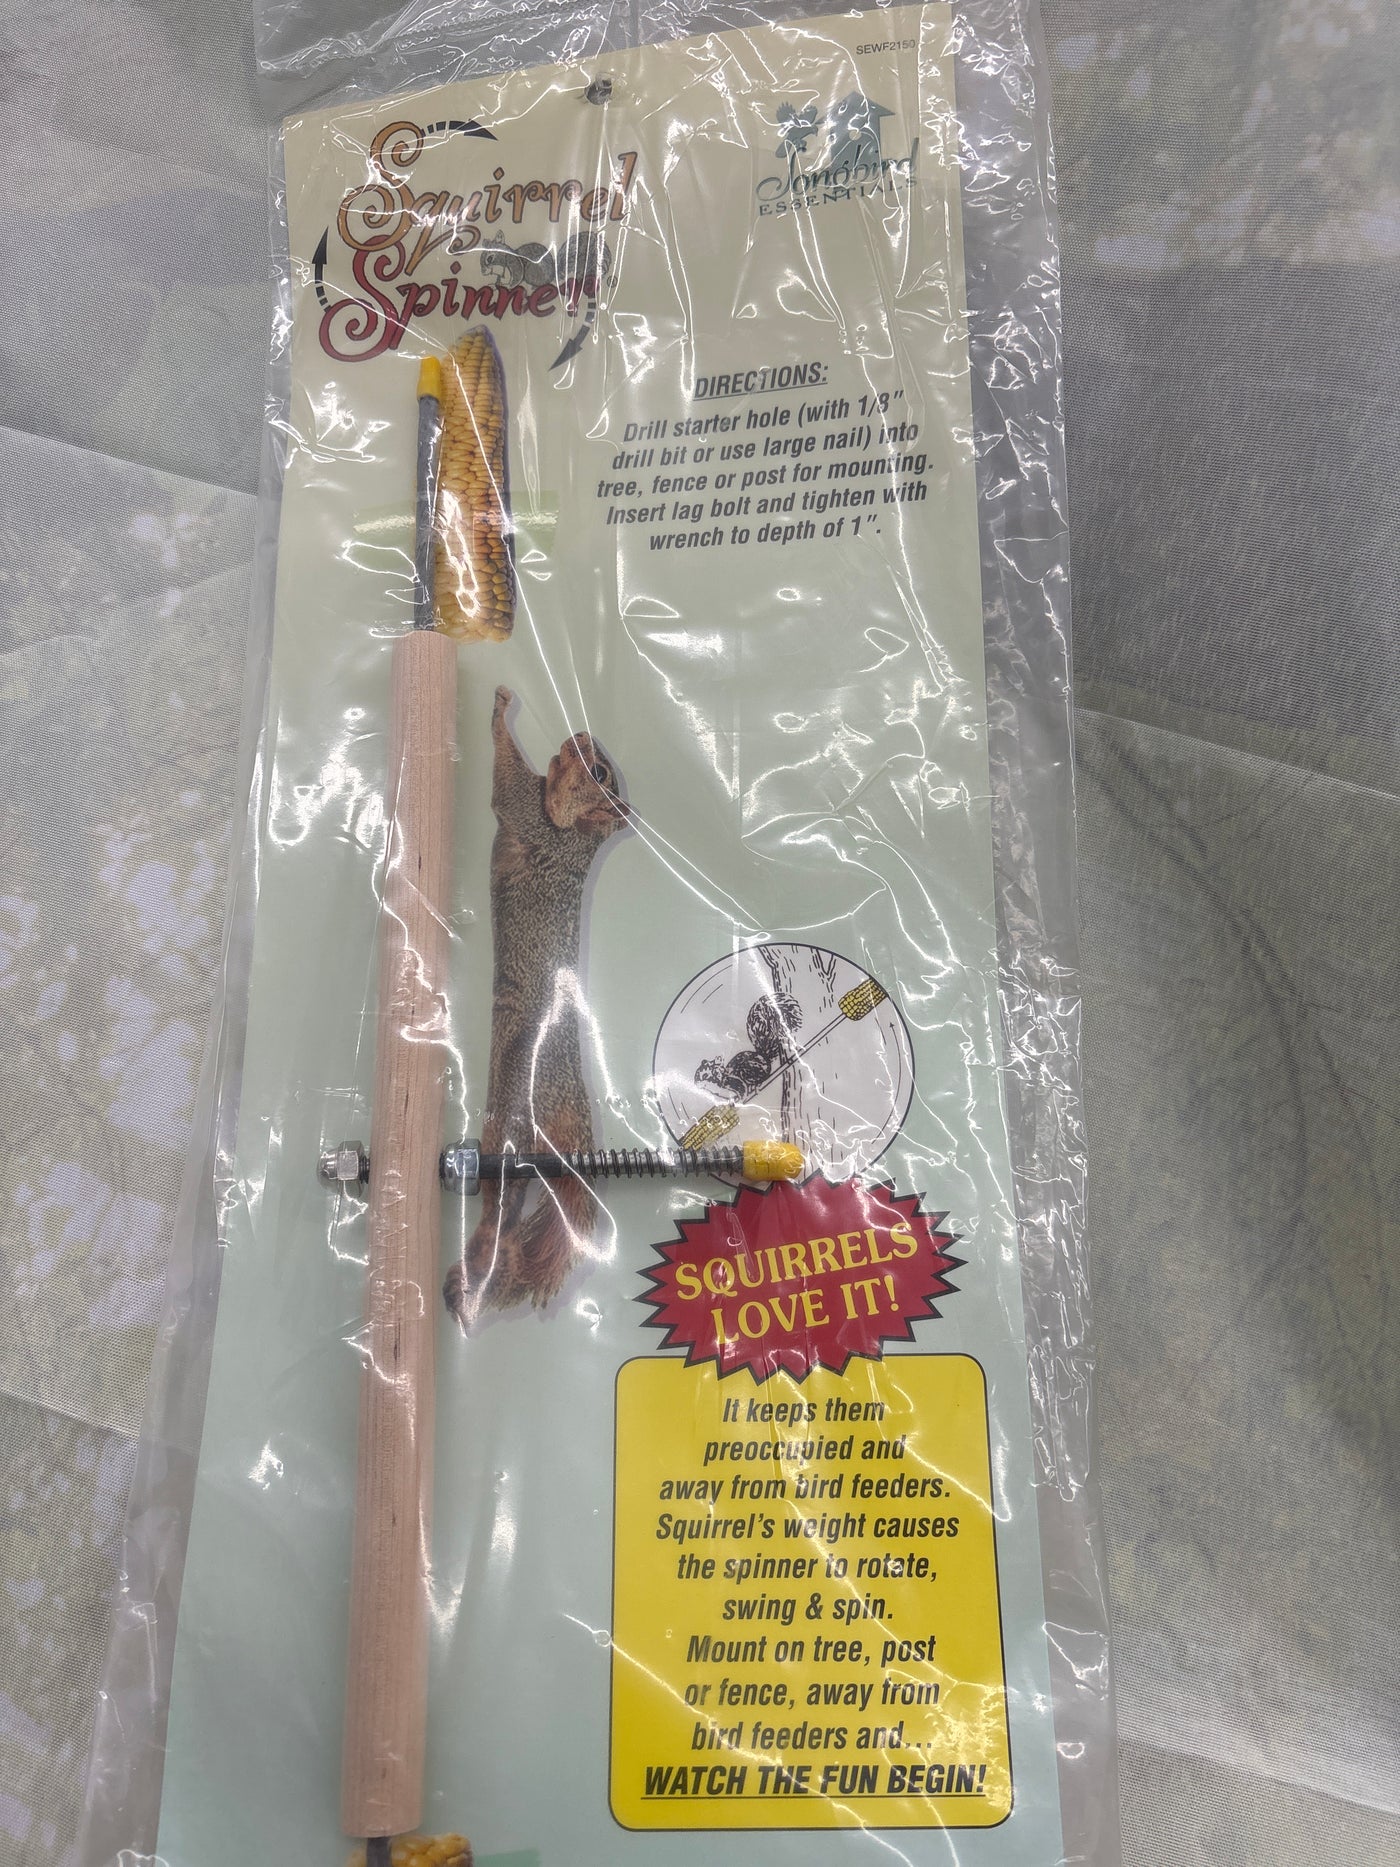 SEWF2150
Squirrel
Spinner
Songbird
ESSENTIALS
DIRECTIONS:
Drill starter hole (with 1/8"
drill bit or use large nail) into
tree, fence or post for mounting.
Insert lag bolt and tighten with
wrench to depth of 1".
SQUIRRELS
LOVE IT!
It keeps them
preoccupied and
away from bird feeders.
Squirrel's weight causes
the spinner to rotate,
swing & spin.
Mount on tree, post
or fence, away from
bird feeders and...
WATCH THE FUN BEGIN!